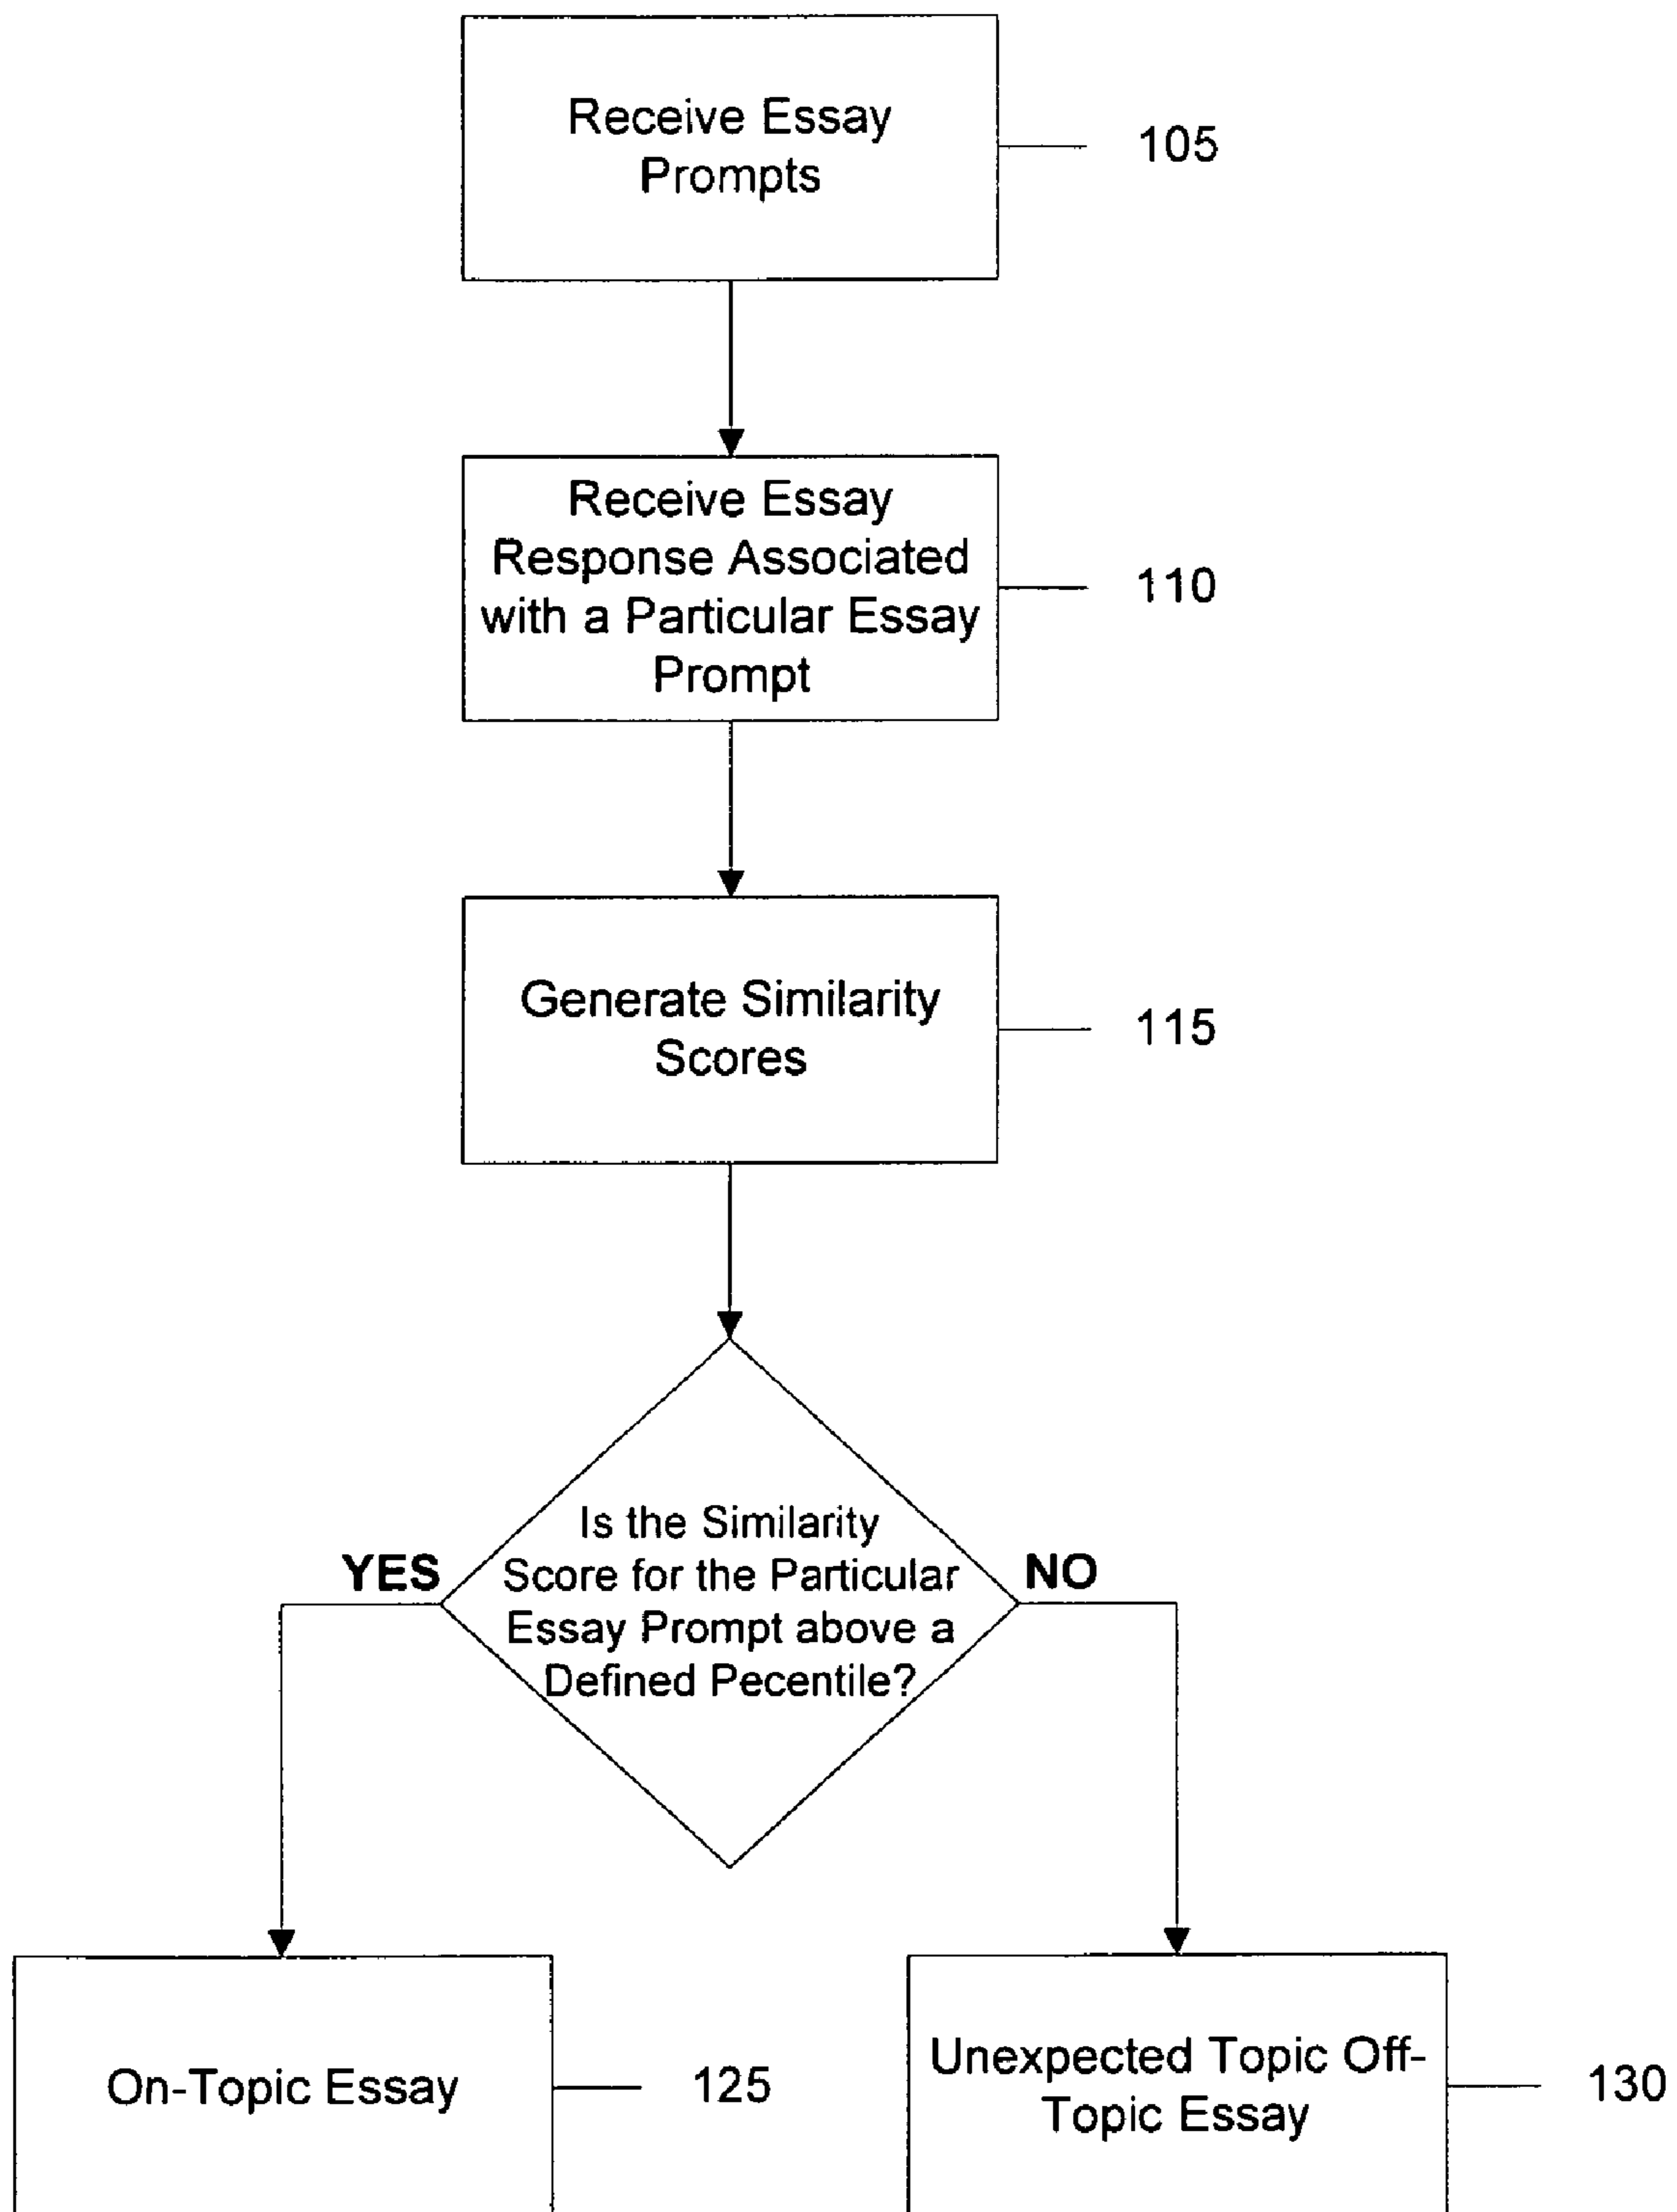 Receive Essay
Prompts
105
Receive Essay
Response Associated
with a Particular Essay
Prompt
110
Generate Similarity
Scores
115
Is the Similarity
Score for the Particular
Essay Prompt above a
Defined Pecentile?
YES
NO
On-Topic Essay
125
Unexpected Topic Off-
Topic Essay
130